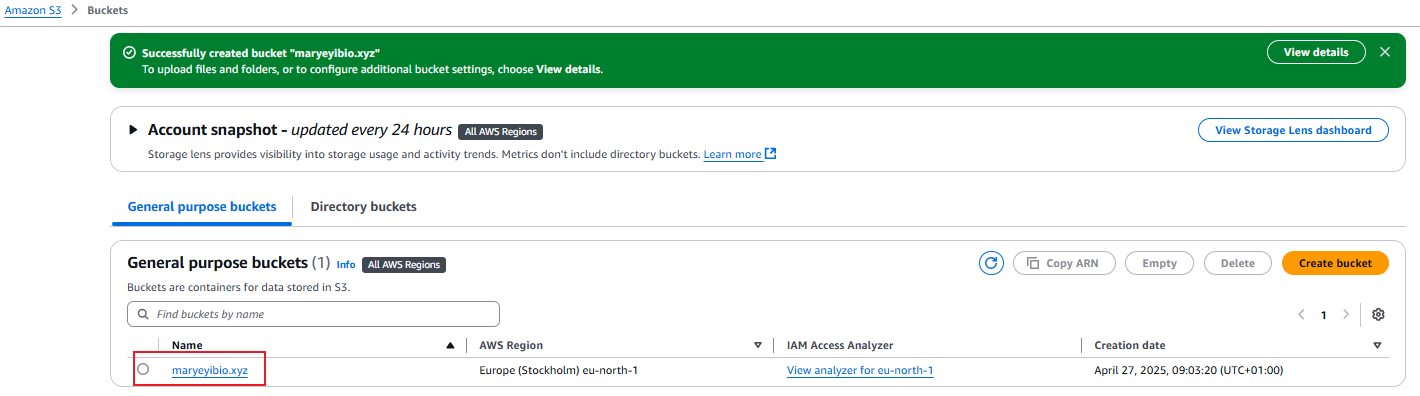 Amazon S3 > Buckets
Successfully created bucket "maryeyibio.xyz"
To upload files and folders, or to configure additional bucket settings, choose View details.
View details
Account snapshot - updated every 24 hours All AWS Regions
View Storage Lens dashboard
Storage lens provides visibility into storage usage and activity trends. Metrics don't include directory buckets. Learn more
General purpose buckets Directory buckets
General purpose buckets (1) Info All AWS Regions
Copy ARN Empty Delete Create bucket
Buckets are containers for data stored in S3.
Find buckets by name
1
Name AWS Region IAM Access Analyzer Creation date
maryeyibio.xyz Europe (Stockholm) eu-north-1 View analyzer for eu-north-1 April 27, 2025, 09:03:20 (UTC+01:00)